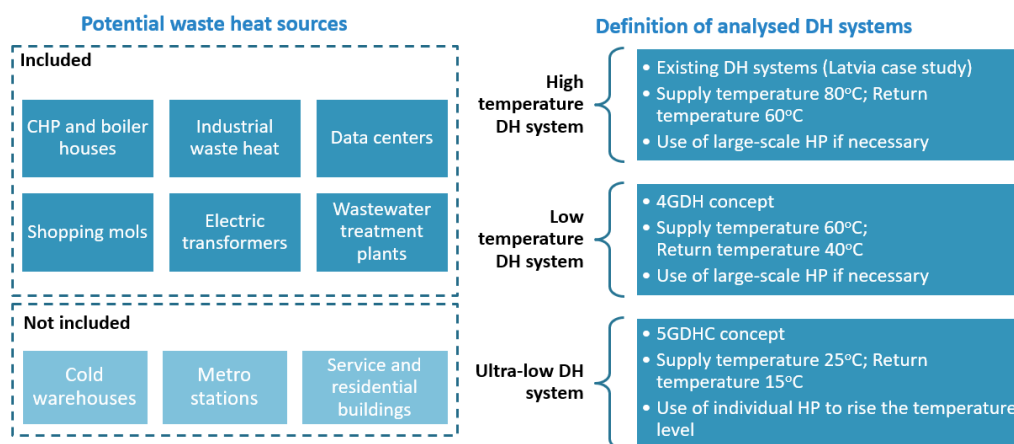 Potential waste heat sources
Included
CHP and boiler
houses
Industrial
waste heat
Data centers
Shopping mols
Electric
transformers
Wastewater
treatment
plants
Not included
Cold
warehouses
Metro
stations
Service and
residential
buildings
Definition of analysed DH systems
High
temperature
DH system
• Existing DH systems (Latvia case study)
• Supply temperature 80°C; Return
temperature 60°C
• Use of large-scale HP if necessary
Low
temperature
DH system
• 4GDH concept
• Supply temperature 60°C;
Return temperature 40°C
• Use of large-scale HP if necessary
Ultra-low DH
system
• 5GDHC concept
• Supply temperature 25°C; Return
temperature 15°C
• Use of individual HP to rise the temperature
level